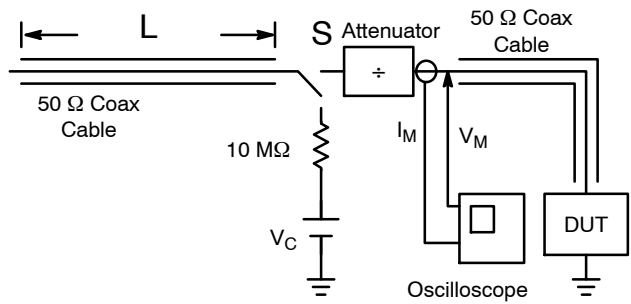 L
S
Attenuator
÷
50 Ω Coax
Cable
50 Ω Coax
Cable
10 MΩ
I_M
V_M
V_C
DUT
Oscilloscope